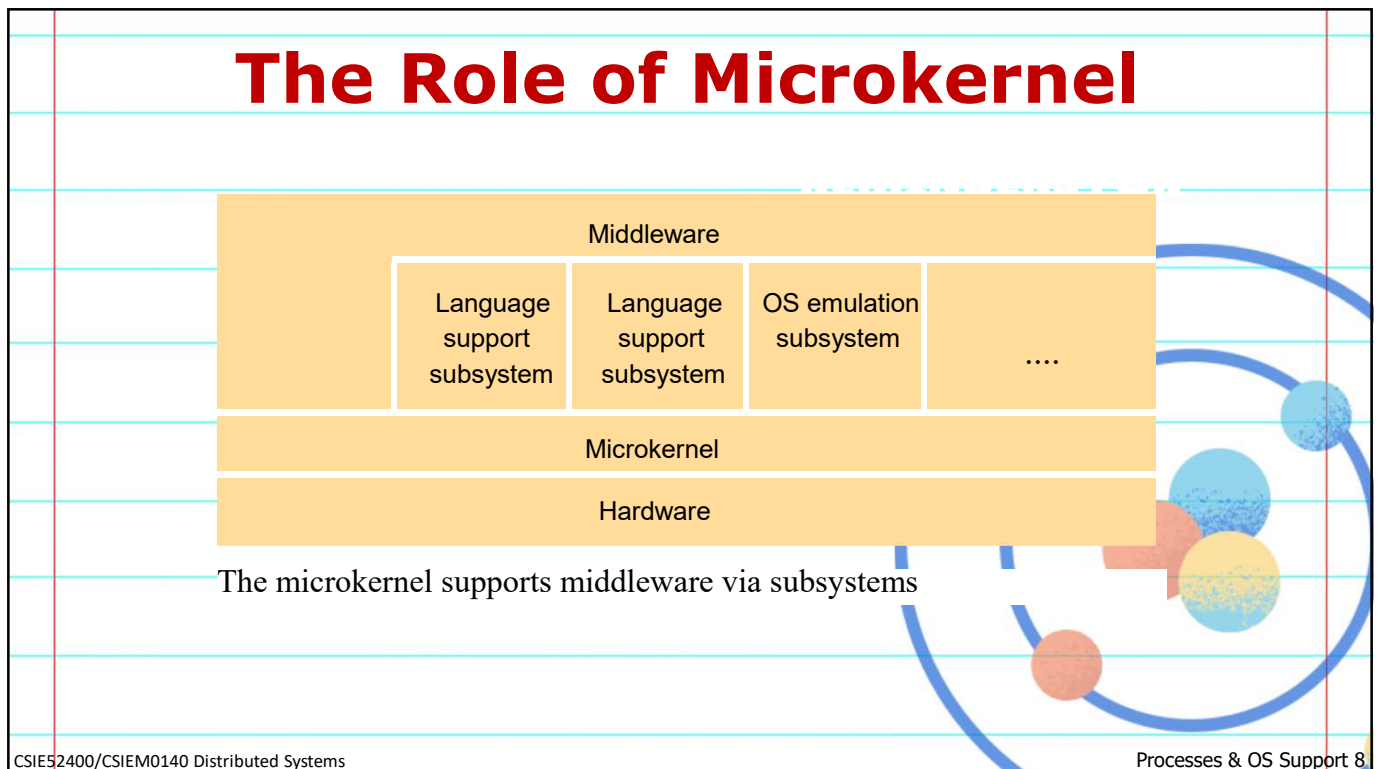 The Role of Microkernel
Middleware
Language
support
subsystem
Language
support
subsystem
OS emulation
subsystem
....
Microkernel
Hardware
The microkernel supports middleware via subsystems
CSIE52400/CSIEM0140 Distributed Systems
Processes & OS Support 8